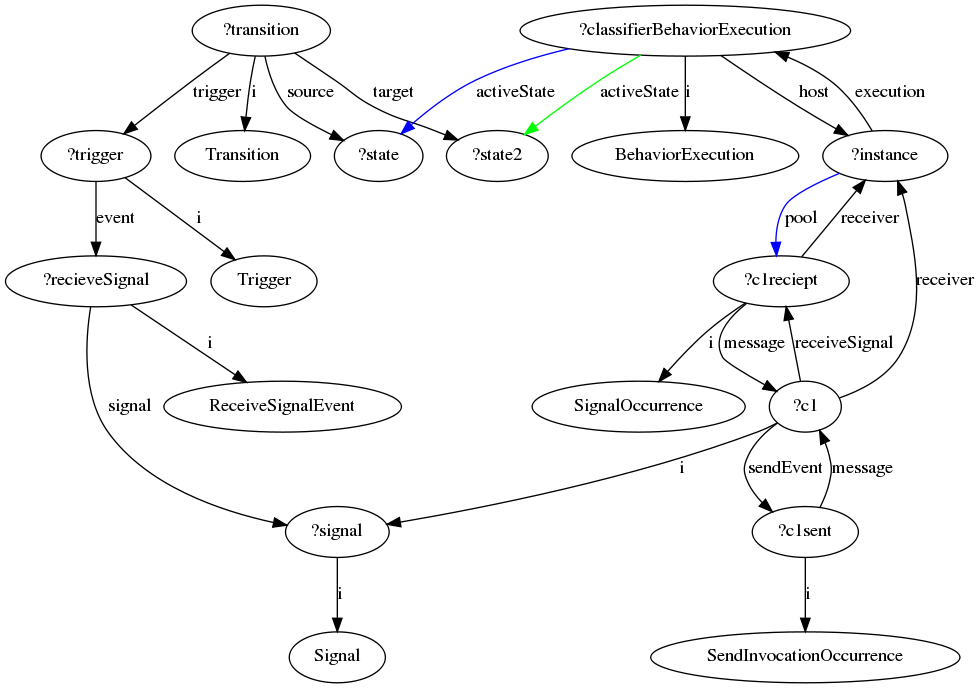 ?transition
?classifierBehaviorExecution
trigger
i
source
target
activeState
activeState
i
host
execution
?trigger
Transition
?state
?state2
BehaviorExecution
?instance
event
i
pool
receiver
?recieveSignal
Trigger
?c1reciept
receiver
i
i
message
receiveSignal
signal
ReceiveSignalEvent
SignalOccurrence
?c1
i
sendEvent
message
?signal
?c1sent
i
i
Signal
SendInvocationOccurrence